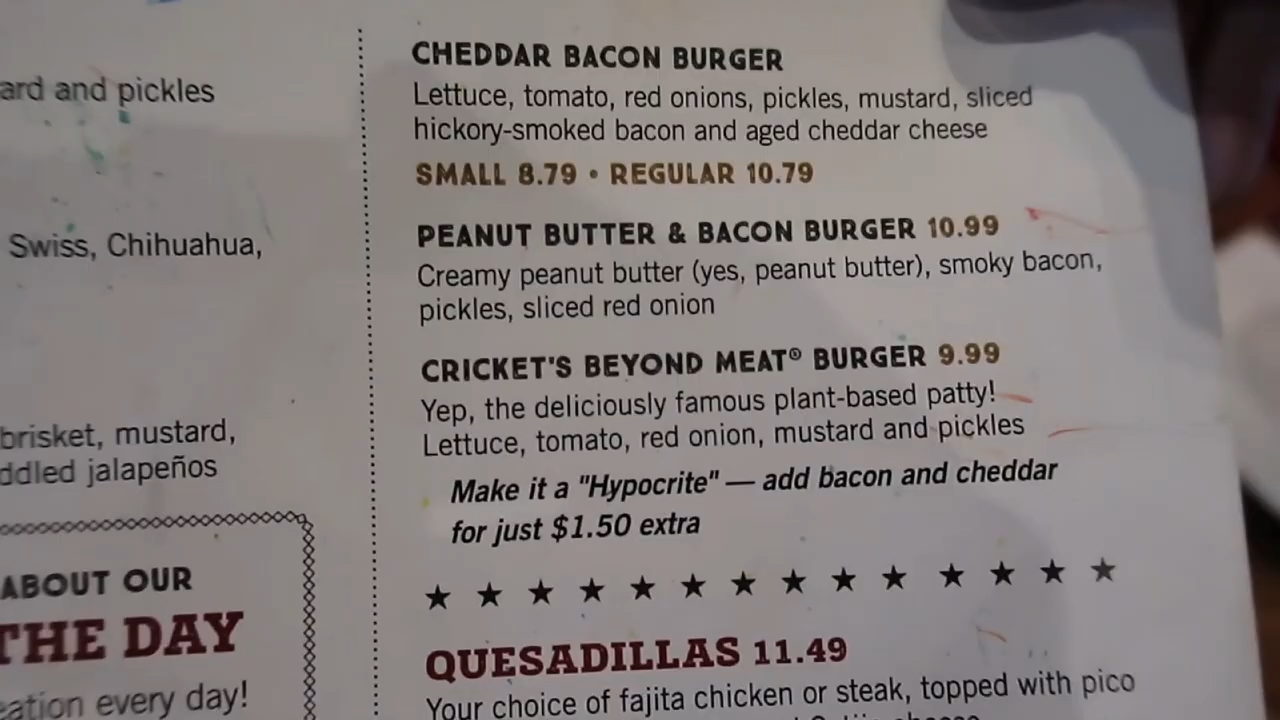 ard and pickles
Swiss, Chihuahua,
brisket, mustard,
ddled jalapeños
ABOUT OUR
THE DAY
eation every day!
CHEDDAR BACON BURGER
Lettuce, tomato, red onions, pickles, mustard, sliced
hickory-smoked bacon and aged cheddar cheese
SMALL 8.79 • REGULAR 10.79
PEANUT BUTTER & BACON BURGER 10.99
Creamy peanut butter (yes, peanut butter), smoky bacon,
pickles, sliced red onion
CRICKET'S BEYOND MEAT® BURGER 9.99
Yep, the deliciously famous plant-based patty!
Lettuce, tomato, red onion, mustard and pickles
Make it a "Hypocrite" — add bacon and cheddar
for just $1.50 extra
★ ★ ★ ★ ★ ★ ★ ★ ★ ★ ★ ★ ★ ★
QUESADILLAS 11.49
Your choice of fajita chicken or steak, topped with pico